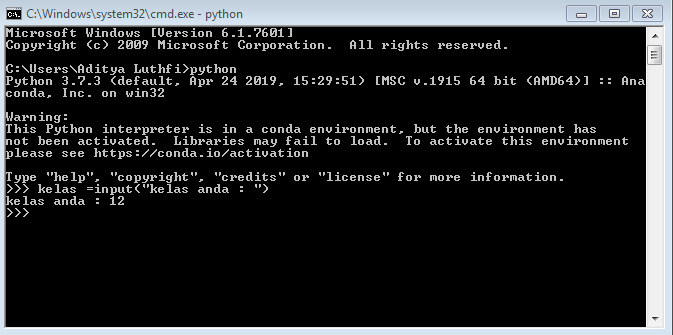 C:\Windows\system32\cmd.exe - python
Microsoft Windows [Version 6.1.7601]
Copyright (c) 2009 Microsoft Corporation.  All rights reserved.
C:\Users\Aditya Luthfi>python
Python 3.7.3 (default, Apr 24 2019, 15:29:51) [MSC v.1915 64 bit (AMD64)] :: Ana
conda, Inc. on win32
Warning:
This Python interpreter is in a conda environment, but the environment has
not been activated.  Libraries may fail to load.  To activate this environment
please see https://conda.io/activation
Type "help", "copyright", "credits" or "license" for more information.
>>> kelas =input("kelas anda : ")
kelas anda : 12
>>>